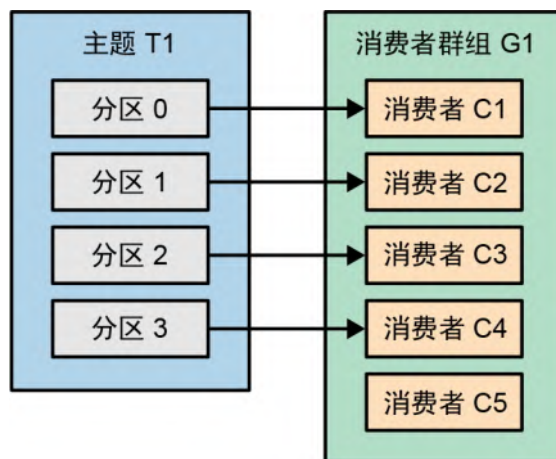 主题 T1
分区 0
分区 1
分区 2
分区 3
消费者群组 G1
消费者 C1
消费者 C2
消费者 C3
消费者 C4
消费者 C5